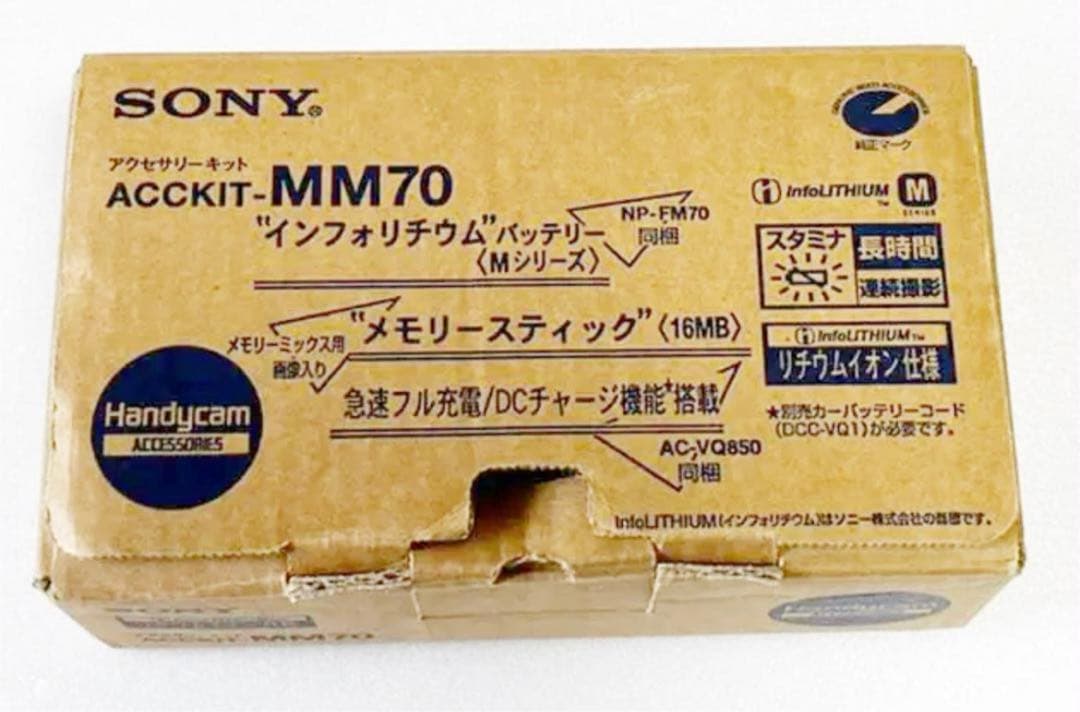 SONY®
アクセサリーキット
ACCKIT-MM70
"インフォリチウム"バッテリー
〈Mシリーズ〉
NP-FM70
同梱
"メモリースティック"〈16MB〉
メモリーミックス用
画像入り
急速フル充電/DCチャージ機能★搭載
AC-VQ850
同梱
Handycam
ACCESSORIES
純正マーク
InfoLITHIUM™ M
SERIES
スタミナ
長時間
連続撮影
InfoLITHIUM™
リチウムイオン仕様
★別売カーバッテリーコード
(DCC-VQ1)が必要です。
InfoLITHIUM(インフォリチウム)はソニー株式会社の商標です。
SONY
ACCKIT-MM70
Handycam